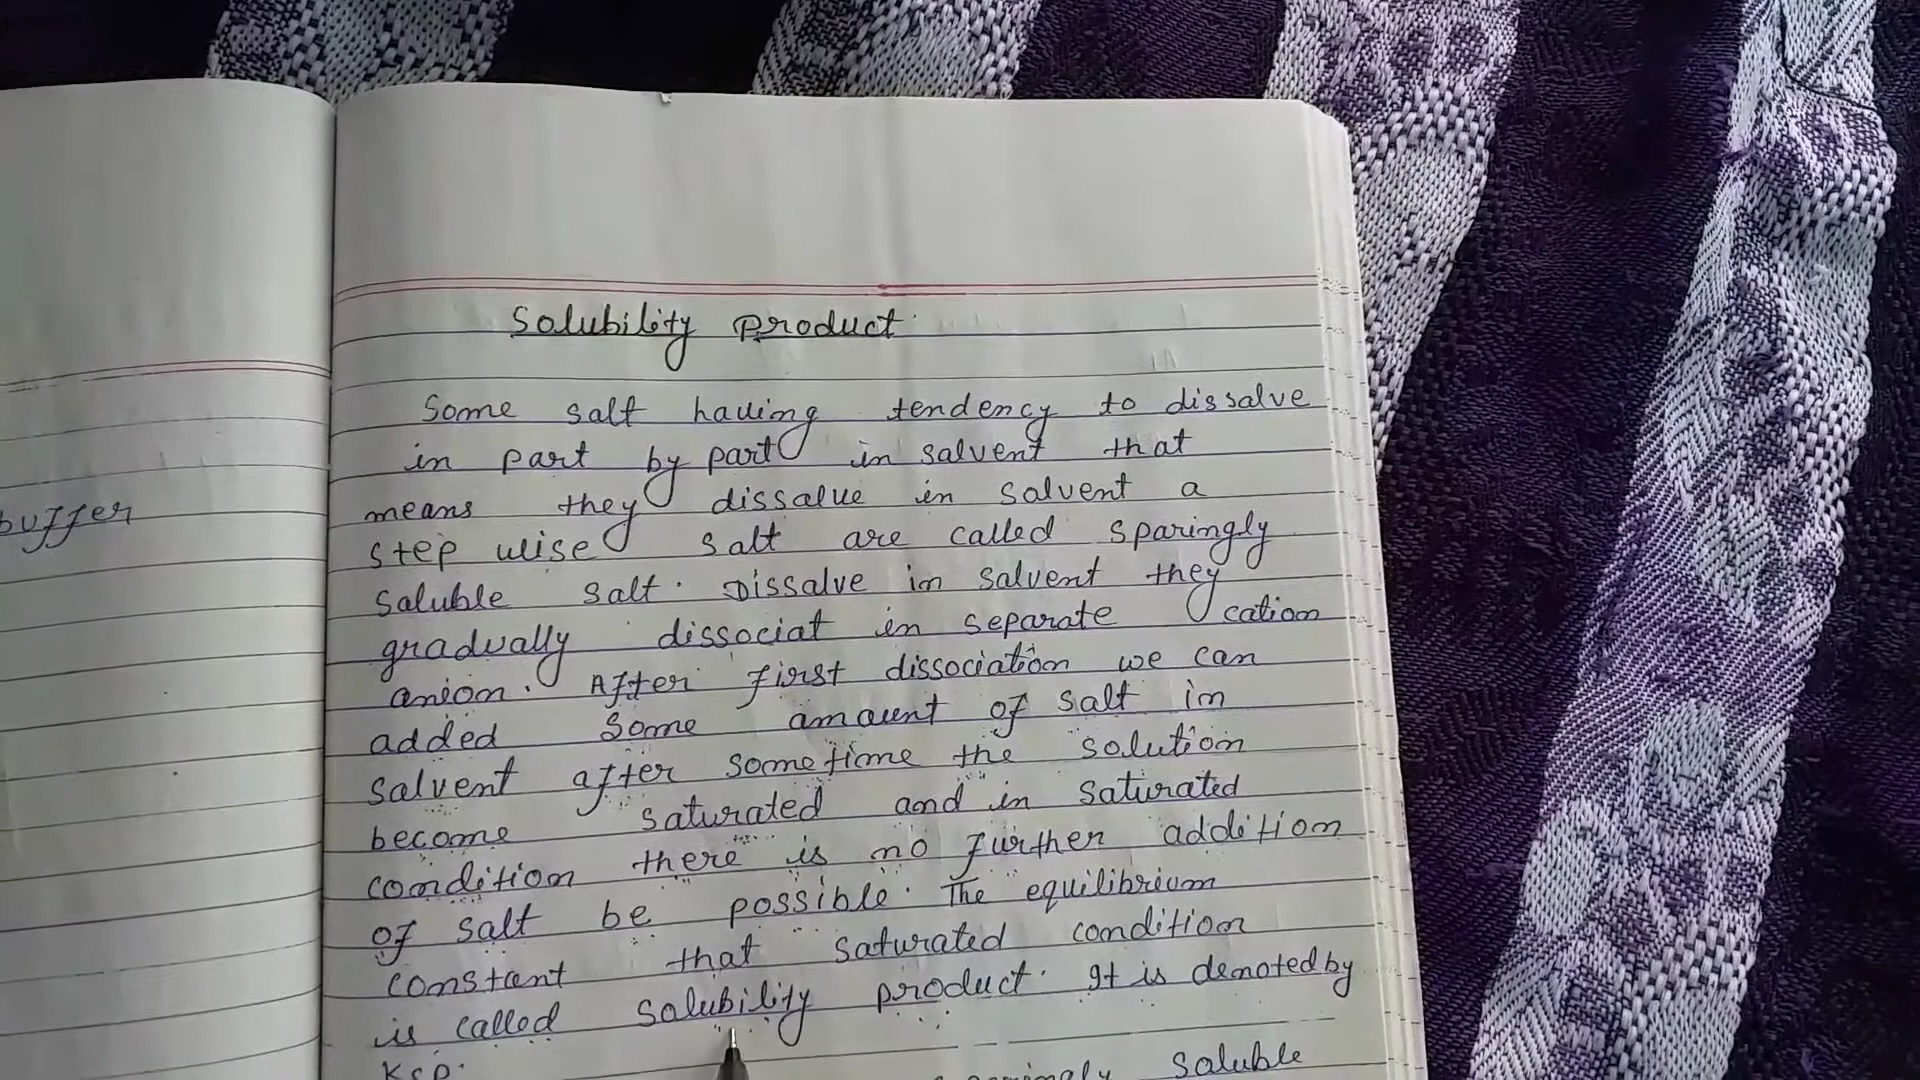 buffer
Solubility product
Some salt having tendency to dissalve
in part by part in salvent that
means they dissalve in salvent a
step wise salt are called sparingly
saluble salt. Dissalve in salvent they
gradually dissociat in separate cation
anion. After first dissociation we can
added some amount of salt in
salvent after sometime the solution
become saturated and in saturated
condition there is no further addition
of salt be possible. The equilibrium
constant that saturated condition
is called salubility product. It is denoted by
Ksp.
soluble